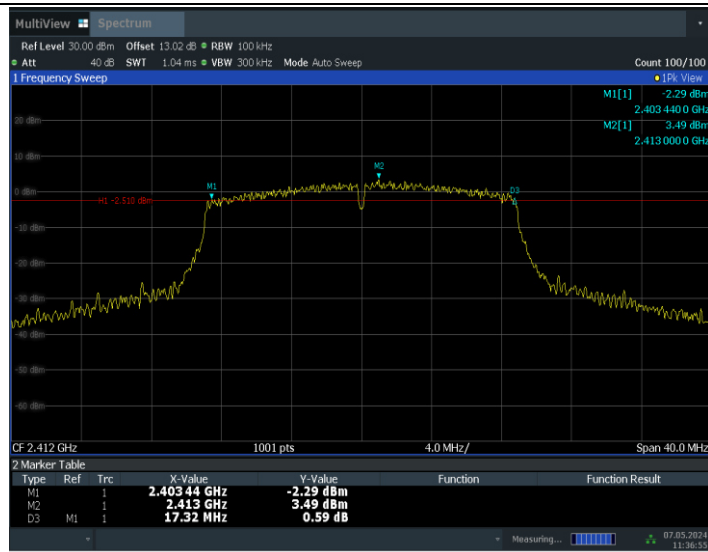 MultiView Spectrum
Ref Level 30.00 dBm Offset 13.02 dB RBW 100 kHz
Att 40 dB SWT 1.04 ms VBW 300 kHz Mode Auto Sweep Count 100/100
1 Frequency Sweep 1Pk View
M1[1] -2.29 dBm
2.403 440 0 GHz
M2[1] 3.49 dBm
2.413 000 0 GHz
20 dBm
10 dBm
M2
0 dBm
M1
D3
H1 -2.510 dBm
-10 dBm
-20 dBm
-30 dBm
-40 dBm
-50 dBm
-60 dBm
CF 2.412 GHz 1001 pts 4.0 MHz/ Span 40.0 MHz
2 Marker Table
Type Ref Trc X-Value Y-Value Function Function Result
M1 1 2.403 44 GHz -2.29 dBm
M2 1 2.413 GHz 3.49 dBm
D3 M1 1 17.32 MHz 0.59 dB
Measuring... 07.05.2024
11:36:55